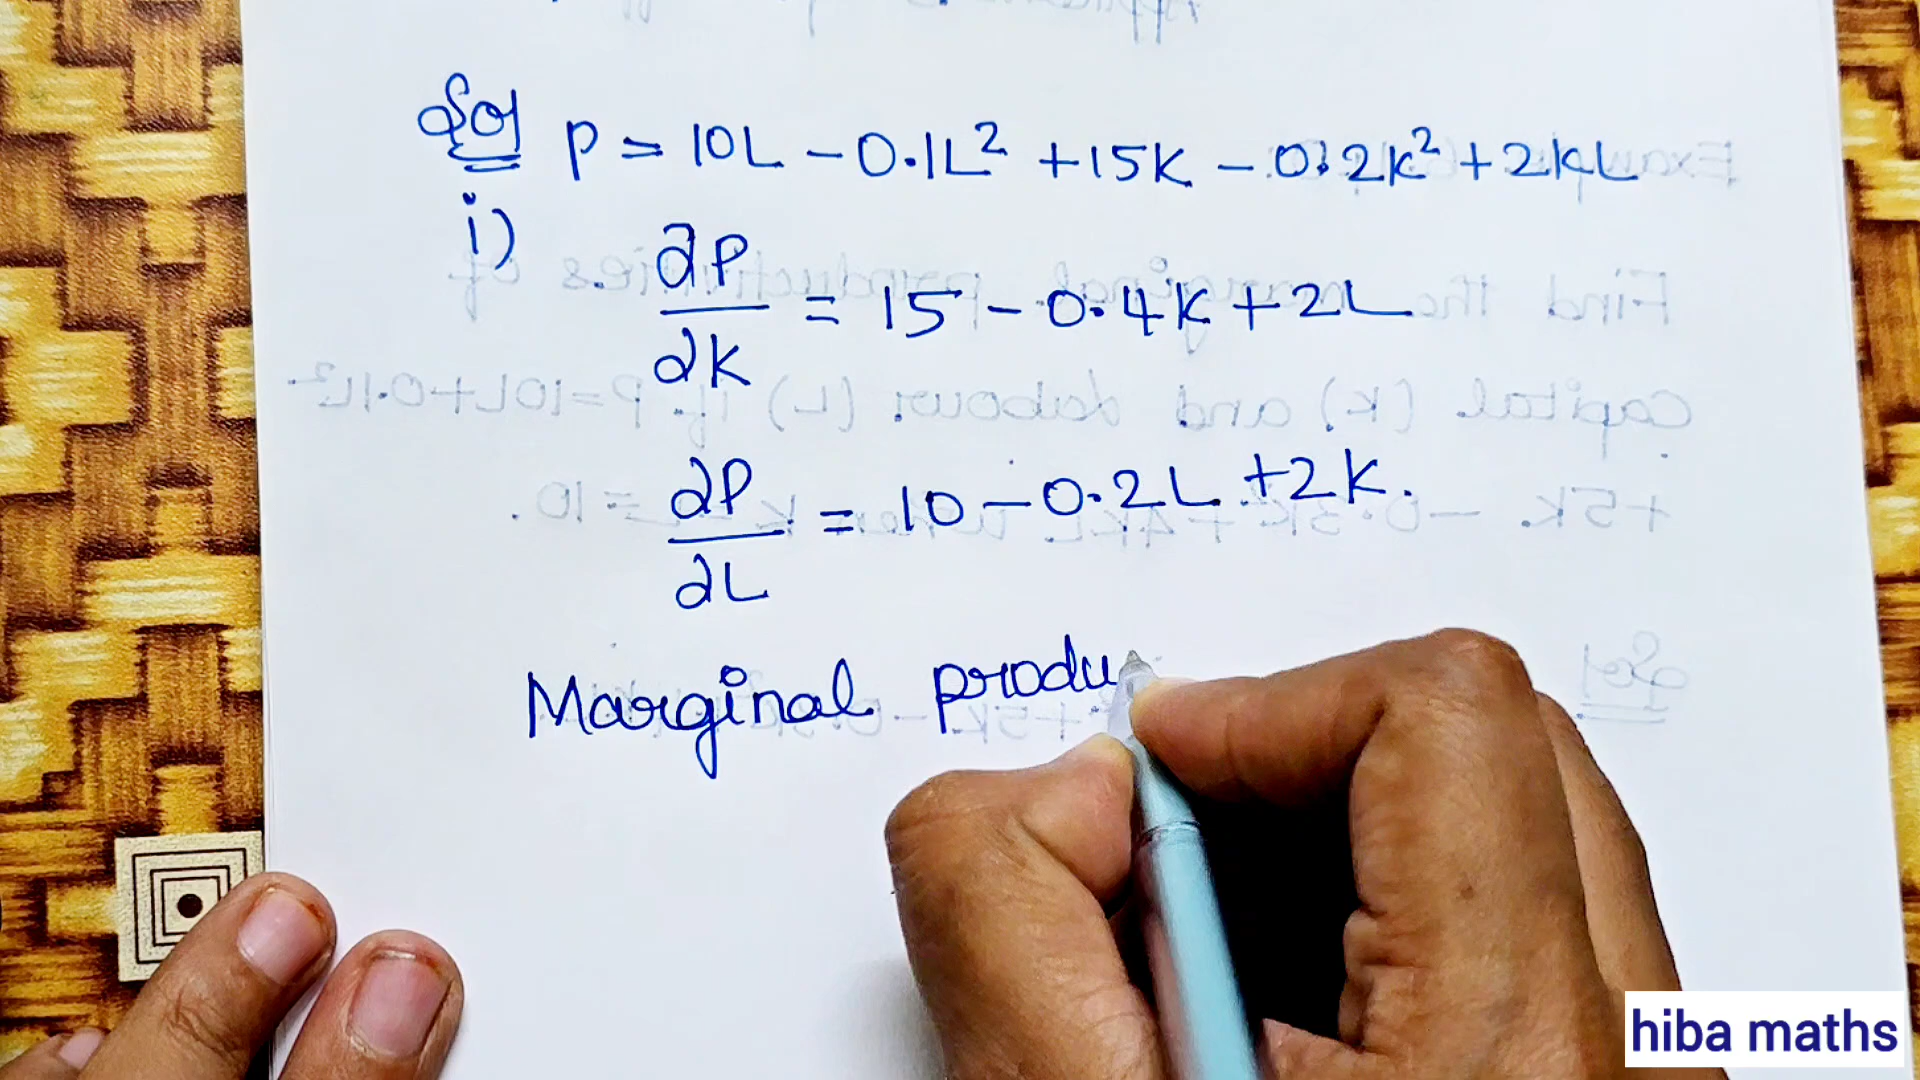 Sol P = 10L - 0.1L² + 15K - 0.2K² + 2KL
i) ∂P/∂K = 15 - 0.4K + 2L
∂P/∂L = 10 - 0.2L + 2K.
Marginal produ
hiba maths